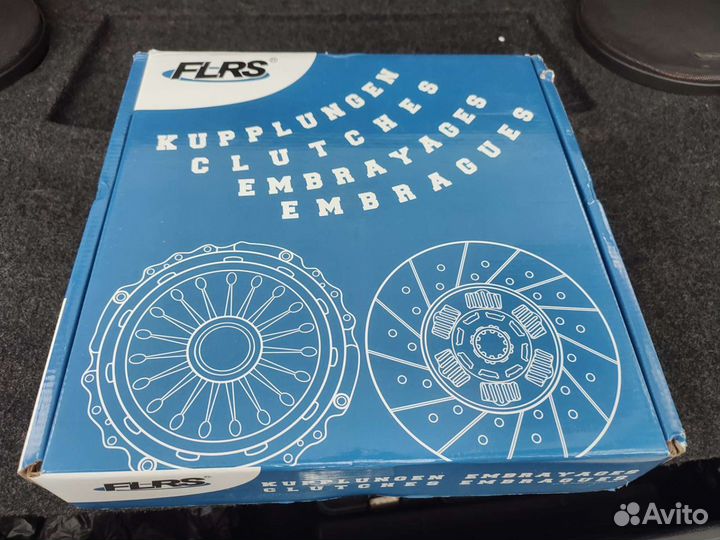 FLRS®
KUPPLUNGEN
CLUTCHES
EMBRAYAGES
EMBRAGUES
FLRS
KUPPLUNGEN EMBRAYAGES
CLUTCHES EMBRAGUES
Avito